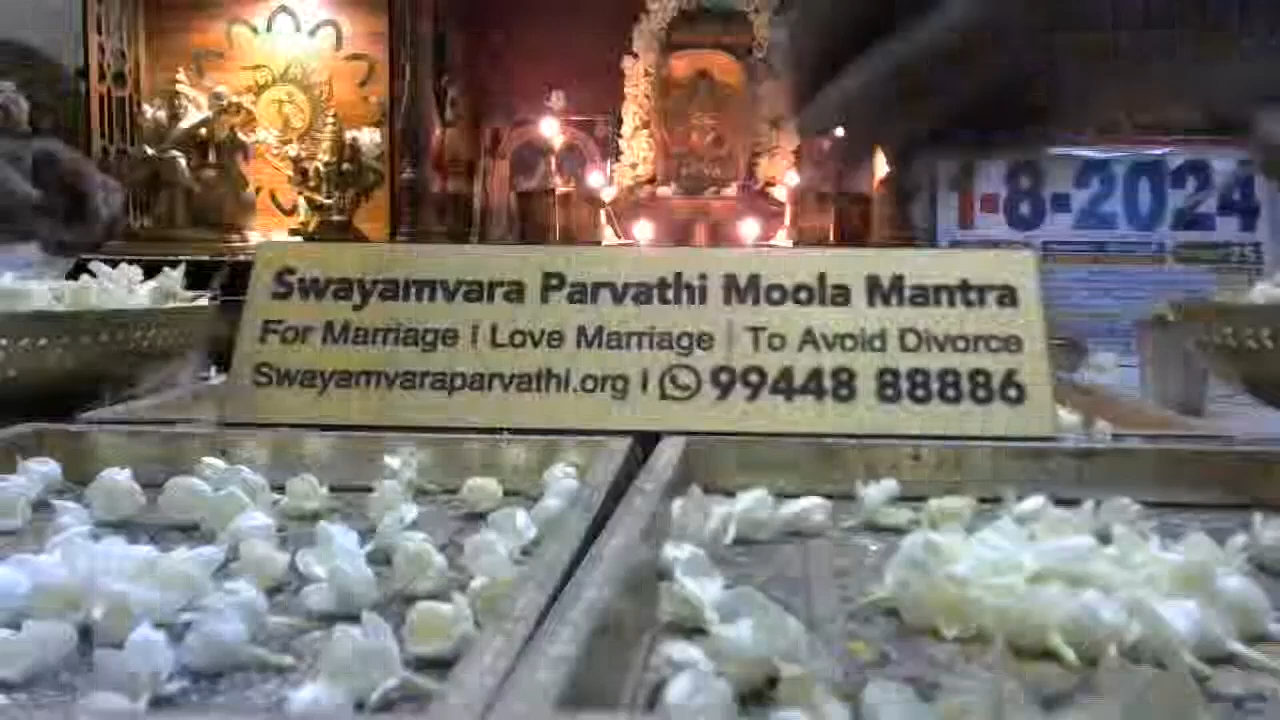 1-8-2024
Swayamvara Parvathi Moola Mantra
For Marriage | Love Marriage | To Avoid Divorce
Swayamvaraparvathi.org | 99448 88886